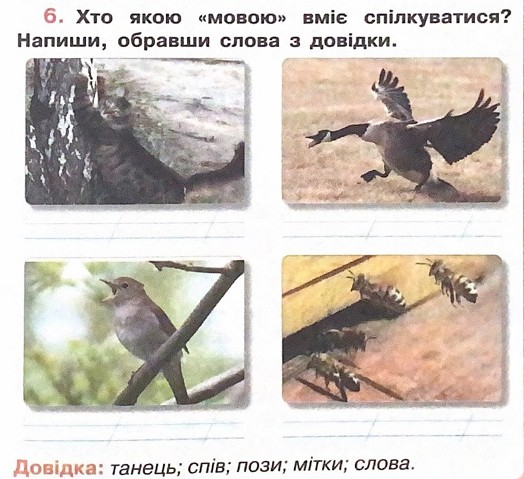 6. Хто якою «мовою» вміє спілкуватися?
Напиши, обравши слова з довідки.
Довідка: танець; спів; пози; мітки; слова.